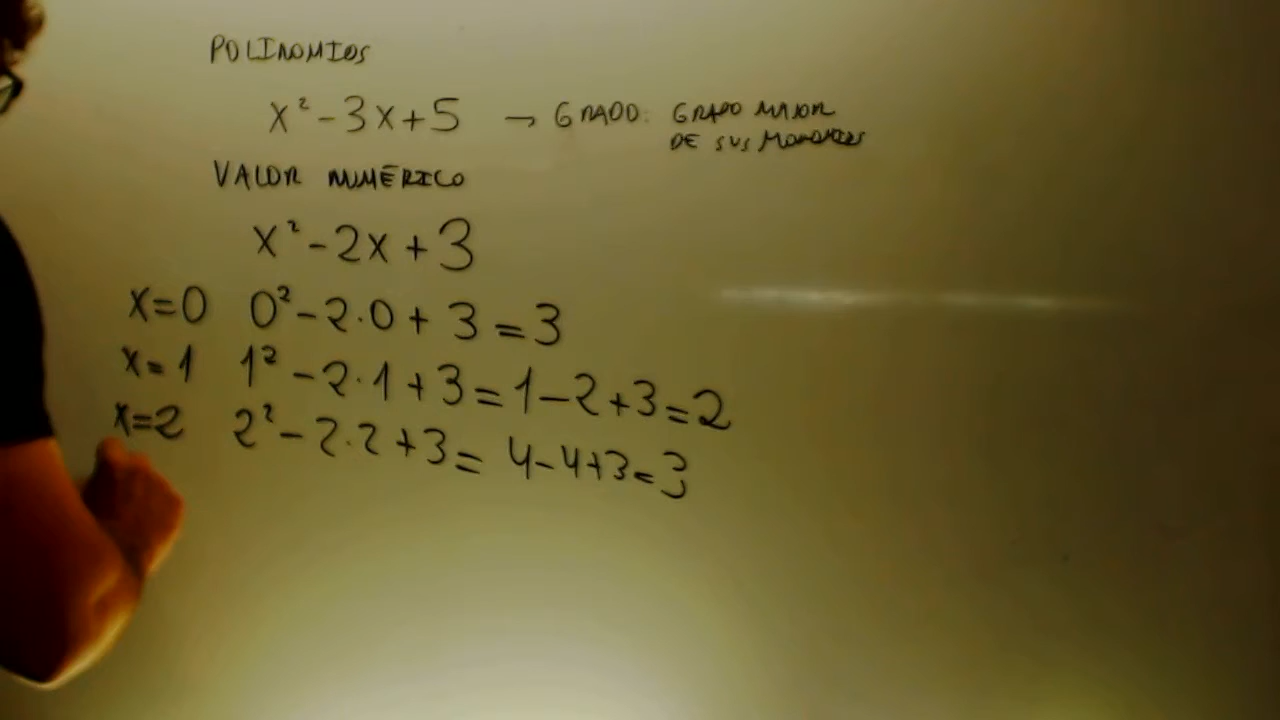 POLINOMIOS
x² - 3x + 5 → GRADO: GRADO MAYOR
DE SUS MONOMIOS
VALOR NUMÉRICO
x² - 2x + 3
x=0 0² - 2·0 + 3 = 3
x=1 1² - 2·1 + 3 = 1 - 2 + 3 = 2
x=2 2² - 2·2 + 3 = 4 - 4 + 3 = 3